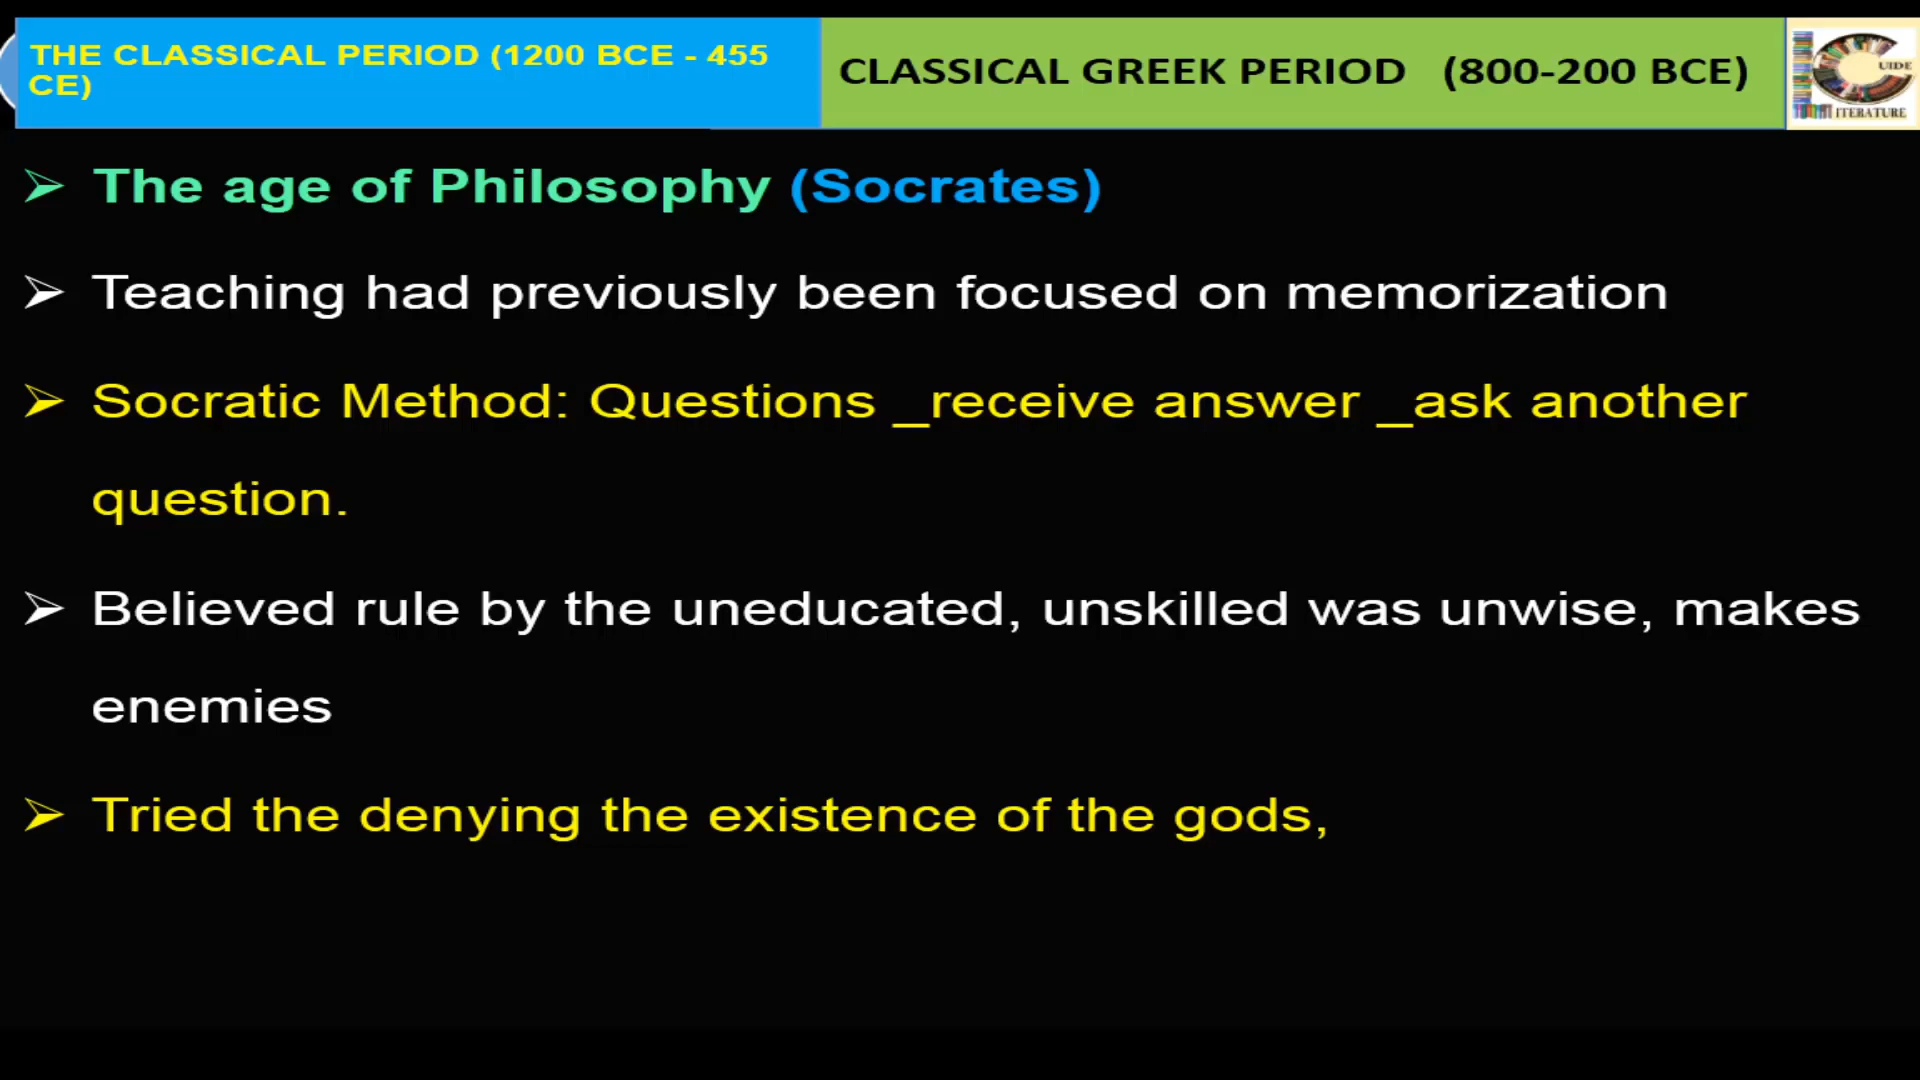 THE CLASSICAL PERIOD (1200 BCE - 455
CE)
CLASSICAL GREEK PERIOD (800-200 BCE)
UIDE
ITERATURE
The age of Philosophy (Socrates)
Teaching had previously been focused on memorization
Socratic Method: Questions _receive answer _ask another
question.
Believed rule by the uneducated, unskilled was unwise, makes
enemies
Tried the denying the existence of the gods,